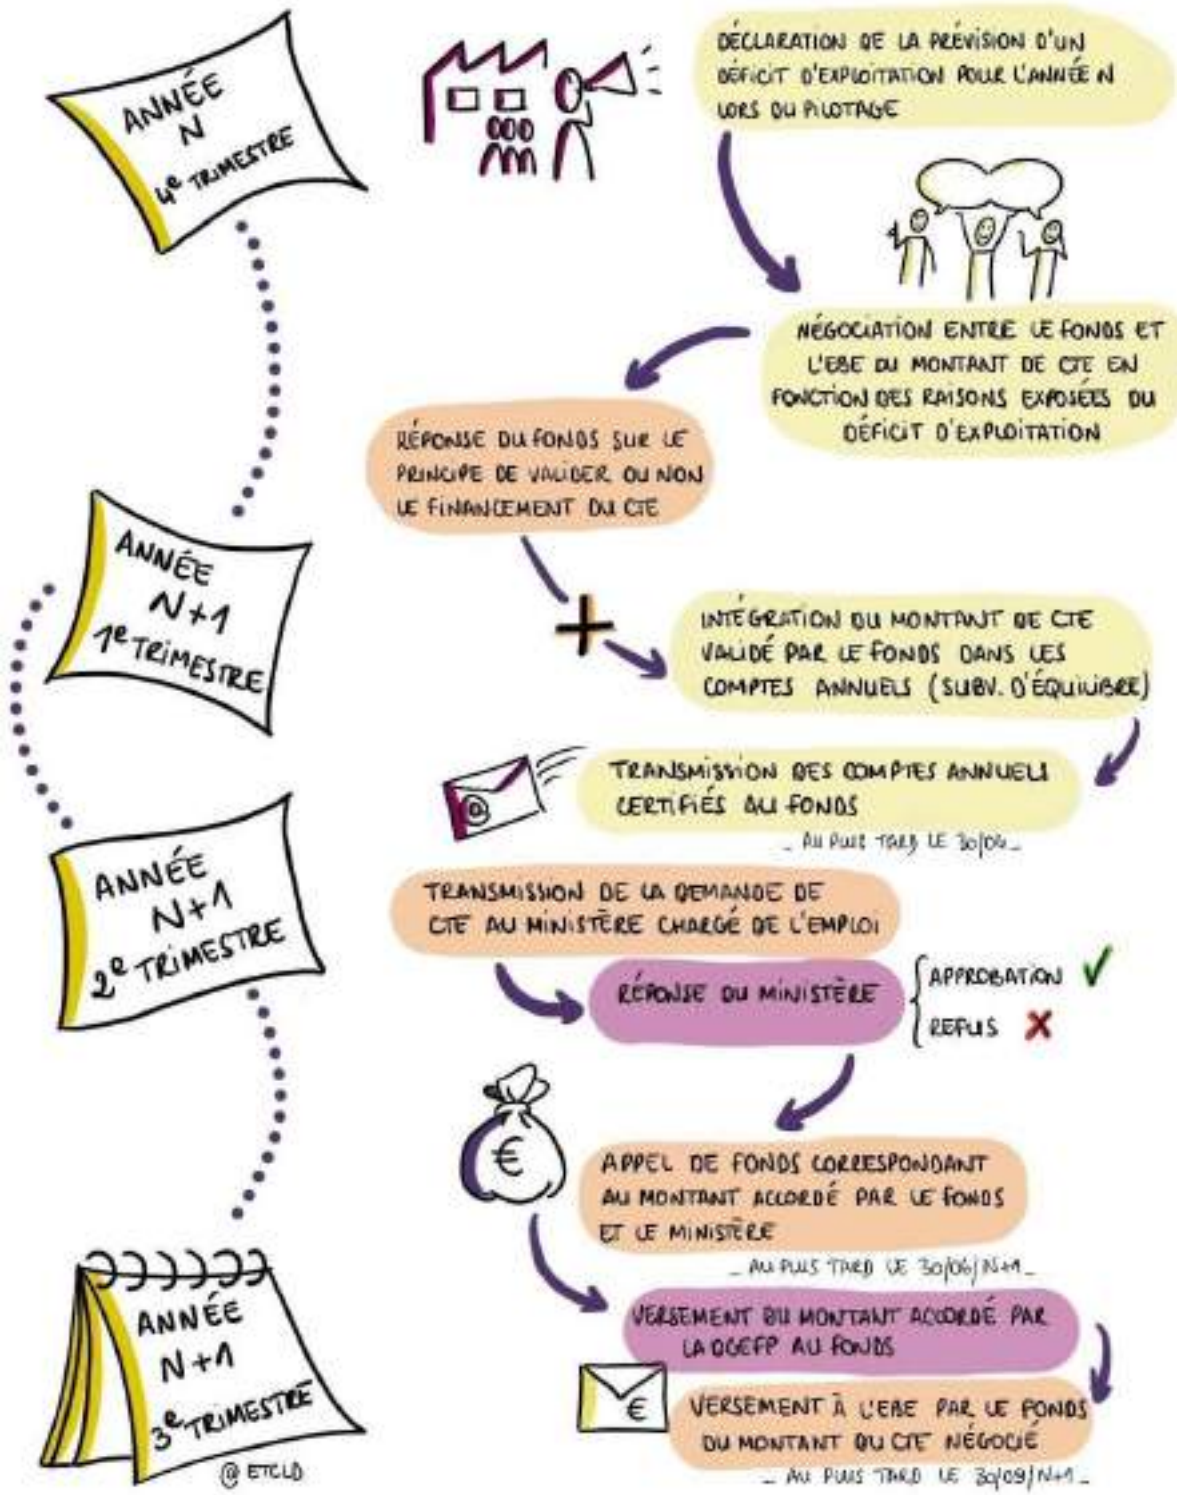 ANNÉE
N
4e TRIMESTRE
DÉCLARATION DE LA PRÉVISION D'UN
DÉFICIT D'EXPLOITATION POUR L'ANNÉE N
LORS DU PILOTAGE
NÉGOCIATION ENTRE LE FONDS ET
L'EBE DU MONTANT DE CTE EN
FONCTION DES RAISONS EXPOSÉES DU
DÉFICIT D'EXPLOITATION
RÉPONSE DU FONDS SUR LE
PRINCIPE DE VALIDER OU NON
LE FINANCEMENT DU CTE
ANNÉE
N+1
1e TRIMESTRE
INTÉGRATION DU MONTANT DE CTE
VALIDÉ PAR LE FONDS DANS LES
COMPTES ANNUELS (SUBV. D'ÉQUILIBRE)
@
TRANSMISSION DES COMPTES ANNUELS
CERTIFIÉS AU FONDS
_ AU PLUS TARD LE 30/04_
ANNÉE
N+1
2e TRIMESTRE
TRANSMISSION DE LA DEMANDE DE
CTE AU MINISTÈRE CHARGÉ DE L'EMPLOI
RÉPONSE DU MINISTÈRE
APPROBATION
REFUS
€
APPEL DE FONDS CORRESPONDANT
AU MONTANT ACCORDÉ PAR LE FONDS
ET LE MINISTÈRE
_ AU PLUS TARD LE 30/06/N+1_
ANNÉE
N+1
3e TRIMESTRE
@ ETCLD
VERSEMENT DU MONTANT ACCORDÉ PAR
LA DGEFP AU FONDS
€
VERSEMENT À L'EBE PAR LE FONDS
DU MONTANT DU CTE NÉGOCIÉ
_ AU PLUS TARD LE 30/09/N+1_